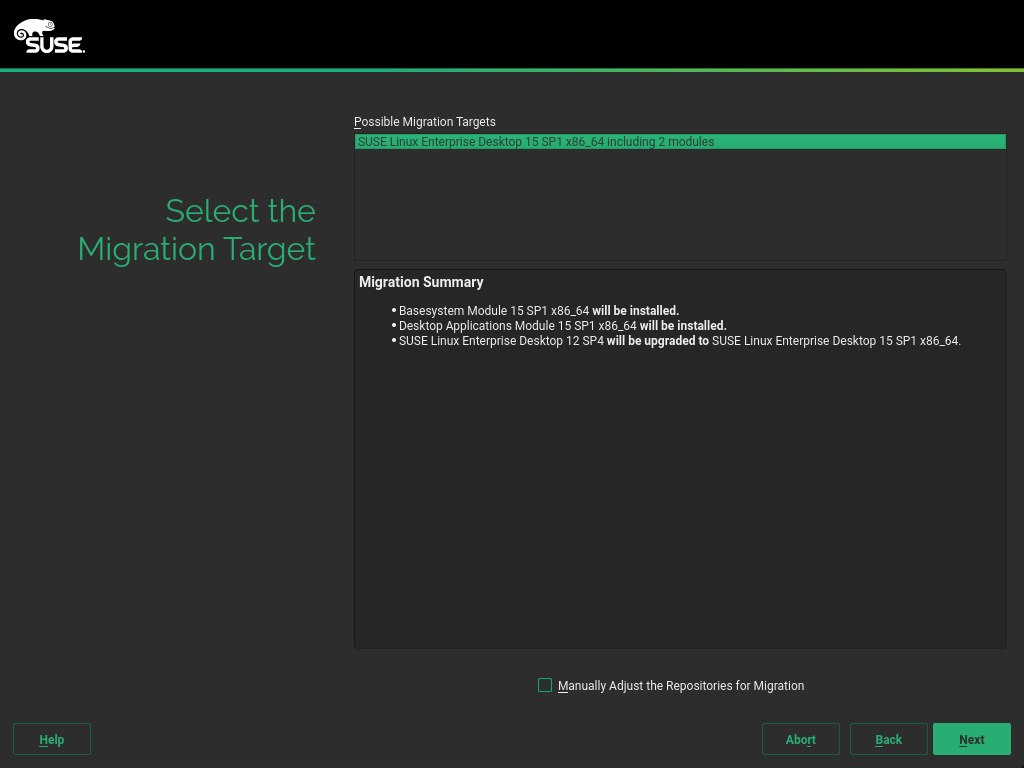 SUSE
Possible Migration Targets
SUSE Linux Enterprise Desktop 15 SP1 x86_64 including 2 modules
Select the
Migration Target
Migration Summary
• Basesystem Module 15 SP1 x86_64 will be installed.
• Desktop Applications Module 15 SP1 x86_64 will be installed.
• SUSE Linux Enterprise Desktop 12 SP4 will be upgraded to SUSE Linux Enterprise Desktop 15 SP1 x86_64.
Manually Adjust the Repositories for Migration
Help Abort Back Next